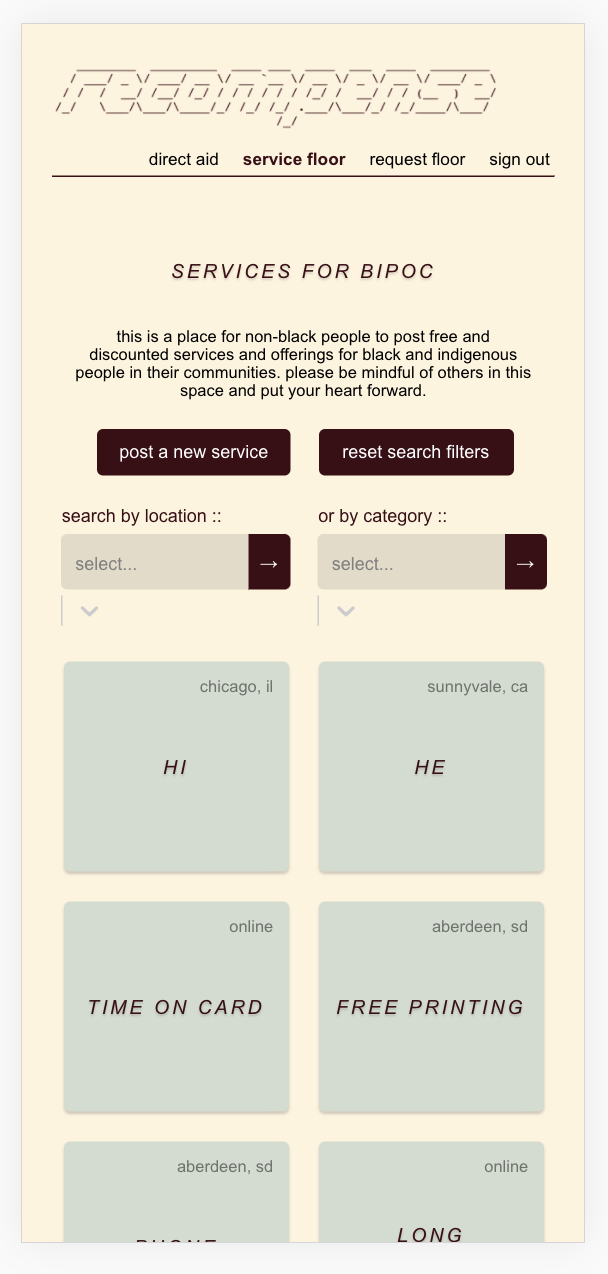 recompense
direct aid service floor request floor sign out
SERVICES FOR BIPOC
this is a place for non-black people to post free and
discounted services and offerings for black and indigenous
people in their communities. please be mindful of others in this
space and put your heart forward.
post a new service reset search filters
search by location :: or by category ::
select... → select... →
chicago, il sunnyvale, ca
HI HE
online aberdeen, sd
TIME ON CARD FREE PRINTING
aberdeen, sd online
LONG